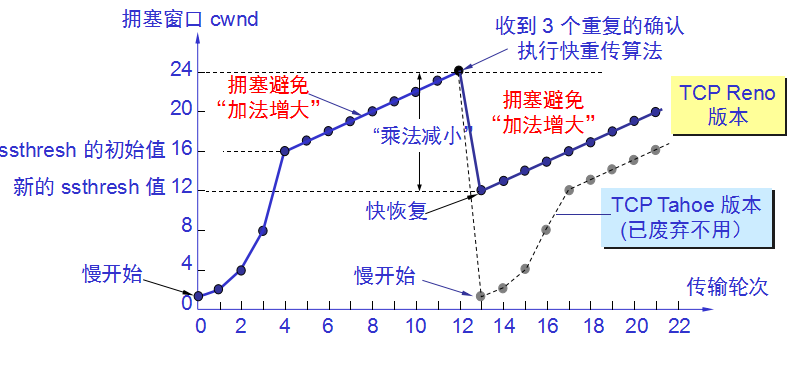 拥塞窗口 cwnd
收到 3 个重复的确认
执行快重传算法
24
拥塞避免
“加法增大”
拥塞避免
“加法增大”
TCP Reno
版本
20
“乘法减小”
ssthresh 的初始值 16
新的 ssthresh 值 12
快恢复
TCP Tahoe 版本
(已废弃不用）
8
慢开始
4
慢开始
传输轮次
0
0 2 4 6 8 10 12 14 16 18 20 22